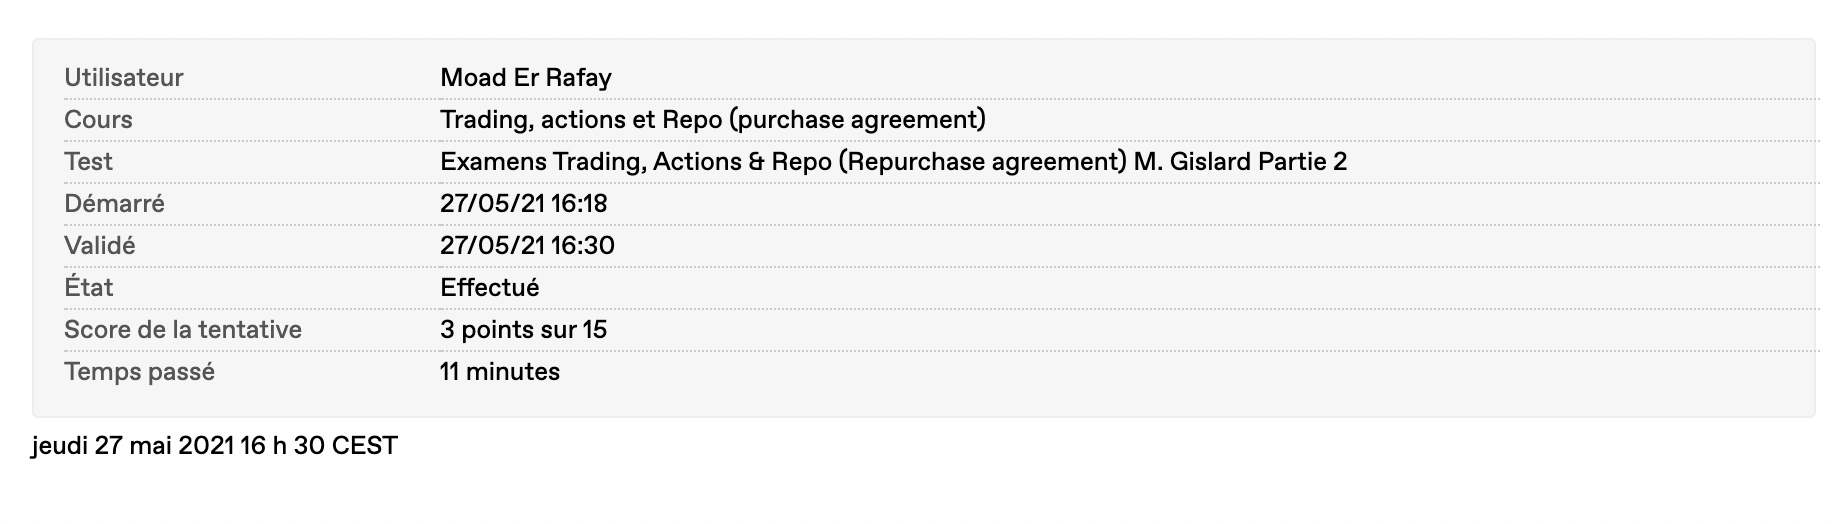 Utilisateur Moad Er Rafay
Cours Trading, actions et Repo (purchase agreement)
Test Examens Trading, Actions & Repo (Repurchase agreement) M. Gislard Partie 2
Démarré 27/05/21 16:18
Validé 27/05/21 16:30
État Effectué
Score de la tentative 3 points sur 15
Temps passé 11 minutes
jeudi 27 mai 2021 16 h 30 CEST